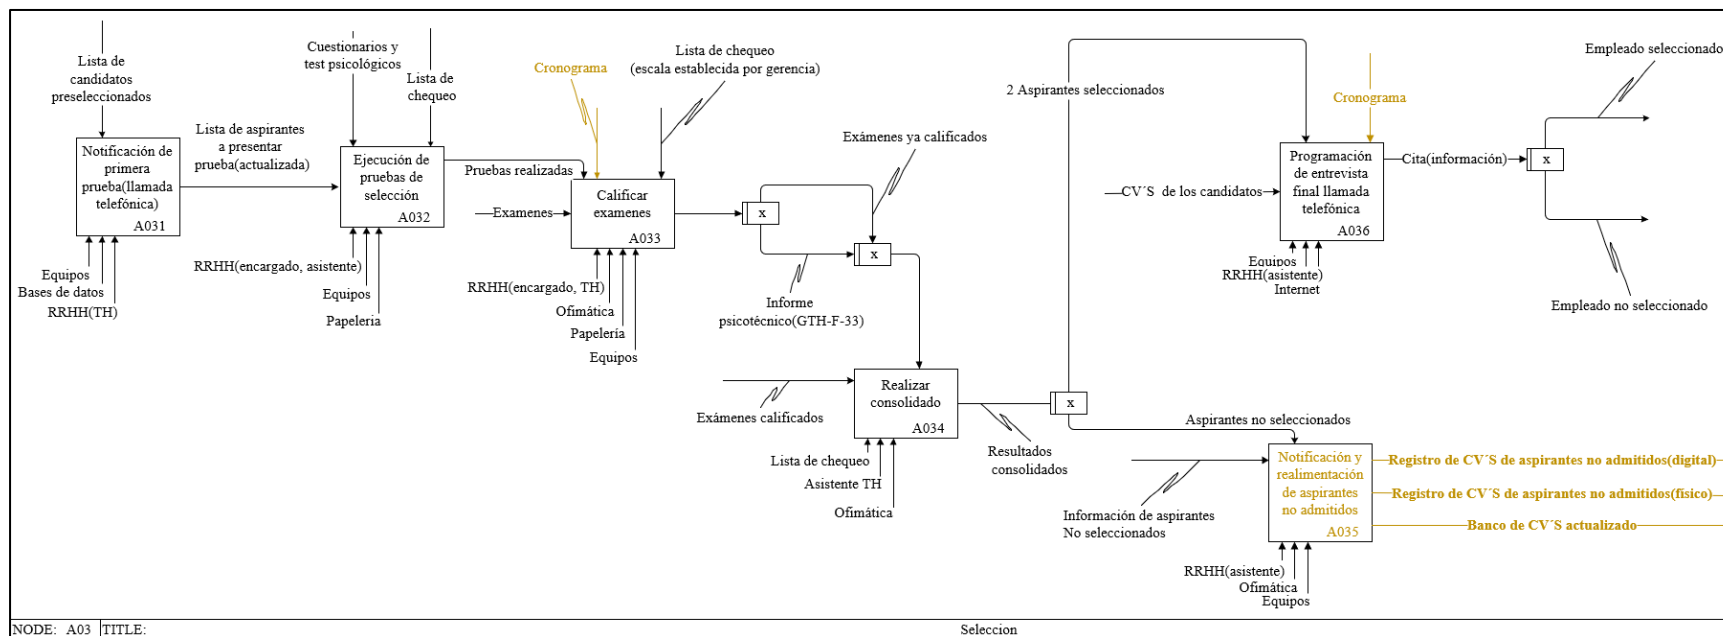 Lista de
candidatos
preseleccionados
Notificación de
primera
prueba(llamada
telefónica)
A031
Equipos
Bases de datos
RRHH(TH)
Lista de aspirantes
a presentar
prueba(actualizada)
Cuestionarios y
test psicológicos
Lista de
chequeo
Ejecución de
pruebas de
selección
A032
RRHH(encargado, asistente)
Equipos
Papeleria
Pruebas realizadas
Cronograma
Lista de chequeo
(escala establecida por gerencia)
Examenes
Calificar
examenes
A033
RRHH(encargado, TH)
Ofimática
Papelería
Equipos
x
Exámenes ya calificados
x
Informe
psicotécnico(GTH-F-33)
Exámenes calificados
Realizar
consolidado
A034
Lista de chequeo
Asistente TH
Ofimática
Resultados
consolidados
x
2 Aspirantes seleccionados
Aspirantes no seleccionados
Cronograma
CV´S de los candidatos
Programación
de entrevista
final llamada
telefónica
A036
Equipos
RRHH(asistente)
Internet
Cita(información)
x
Empleado seleccionado
Empleado no seleccionado
Información de aspirantes
No seleccionados
Notificación y
realimentación
de aspirantes
no admitidos
A035
RRHH(asistente)
Ofimática
Equipos
Registro de CV´S de aspirantes no admitidos(digital)
Registro de CV´S de aspirantes no admitidos(físico)
Banco de CV´S actualizado
NODE: A03 TITLE: Seleccion